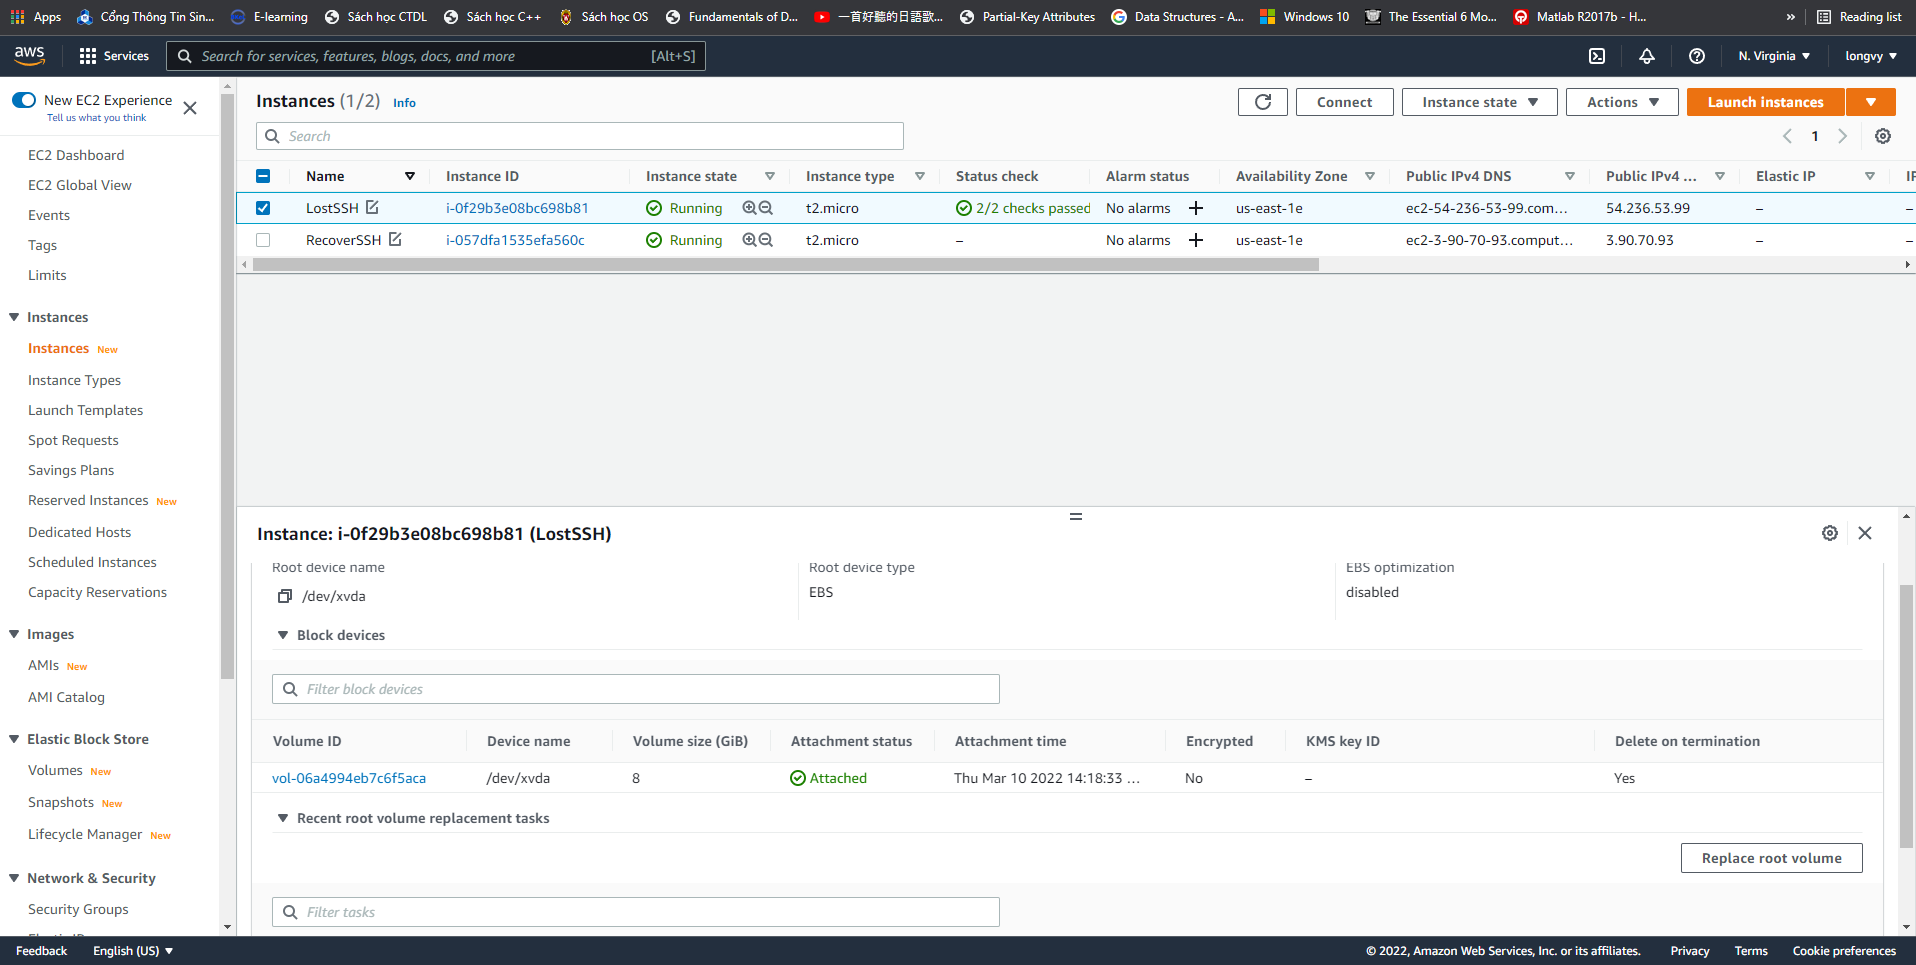 Apps Cổng Thông Tin Sin... E-learning Sách học CTDL Sách học C++ Sách học OS Fundamentals of D... 一首好聽的日語歌... Partial-Key Attributes Data Structures - A... Windows 10 The Essential 6 Mo... Matlab R2017b - H... » Reading list
aws Services Search for services, features, blogs, docs, and more [Alt+S] N. Virginia ▼ longvy ▼
New EC2 Experience
Tell us what you think
EC2 Dashboard
EC2 Global View
Events
Tags
Limits
Instances
Instances New
Instance Types
Launch Templates
Spot Requests
Savings Plans
Reserved Instances New
Dedicated Hosts
Scheduled Instances
Capacity Reservations
Images
AMIs New
AMI Catalog
Elastic Block Store
Volumes New
Snapshots New
Lifecycle Manager New
Network & Security
Security Groups
Instances (1/2) Info Connect Instance state Actions Launch instances
Search 1
Name Instance ID Instance state Instance type Status check Alarm status Availability Zone Public IPv4 DNS Public IPv4 ... Elastic IP
LostSSH i-0f29b3e08bc698b81 Running t2.micro 2/2 checks passed No alarms + us-east-1e ec2-54-236-53-99.com... 54.236.53.99 – –
RecoverSSH i-057dfa1535efa560c Running t2.micro – No alarms + us-east-1e ec2-3-90-70-93.comput... 3.90.70.93 – –
Instance: i-0f29b3e08bc698b81 (LostSSH)
Root device name Root device type EBS optimization
/dev/xvda EBS disabled
Block devices
Filter block devices
Volume ID Device name Volume size (GiB) Attachment status Attachment time Encrypted KMS key ID Delete on termination
vol-06a4994eb7c6f5aca /dev/xvda 8 Attached Thu Mar 10 2022 14:18:33 ... No – Yes
Recent root volume replacement tasks
Replace root volume
Filter tasks
Feedback English (US) ▼ © 2022, Amazon Web Services, Inc. or its affiliates. Privacy Terms Cookie preferences